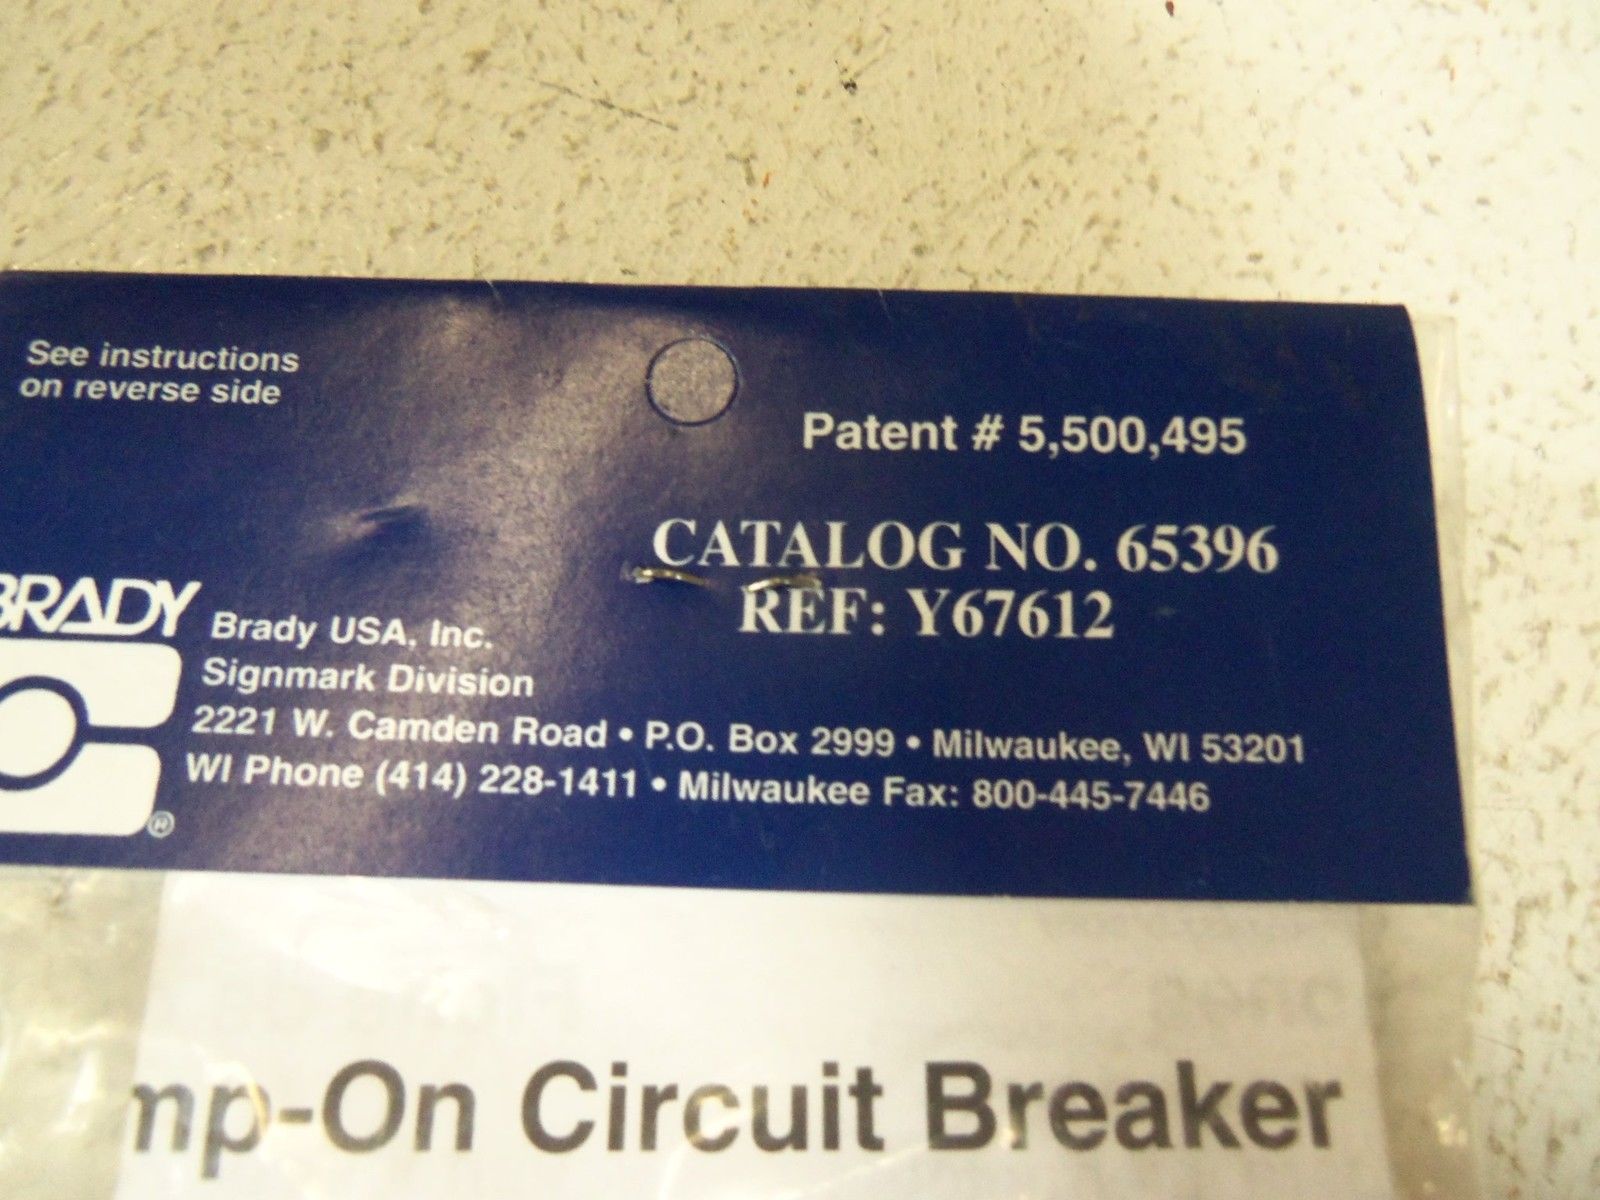 See instructions
on reverse side
Patent # 5,500,495
CATALOG NO. 65396
REF: Y67612
BRADY
Brady USA, Inc.
Signmark Division
2221 W. Camden Road • P.O. Box 2999 • Milwaukee, WI 53201
WI Phone (414) 228-1411 • Milwaukee Fax: 800-445-7446
®
mp-On Circuit Breaker